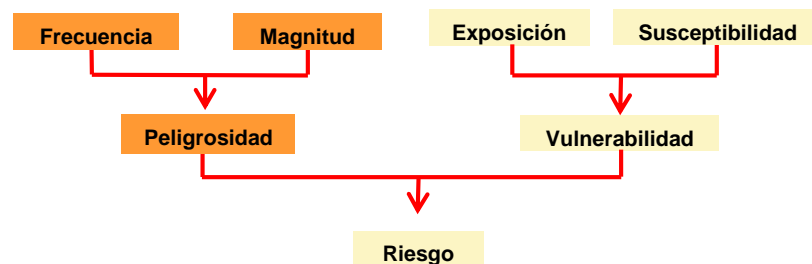 Frecuencia
Magnitud
Exposición
Susceptibilidad
Peligrosidad
Vulnerabilidad
Riesgo